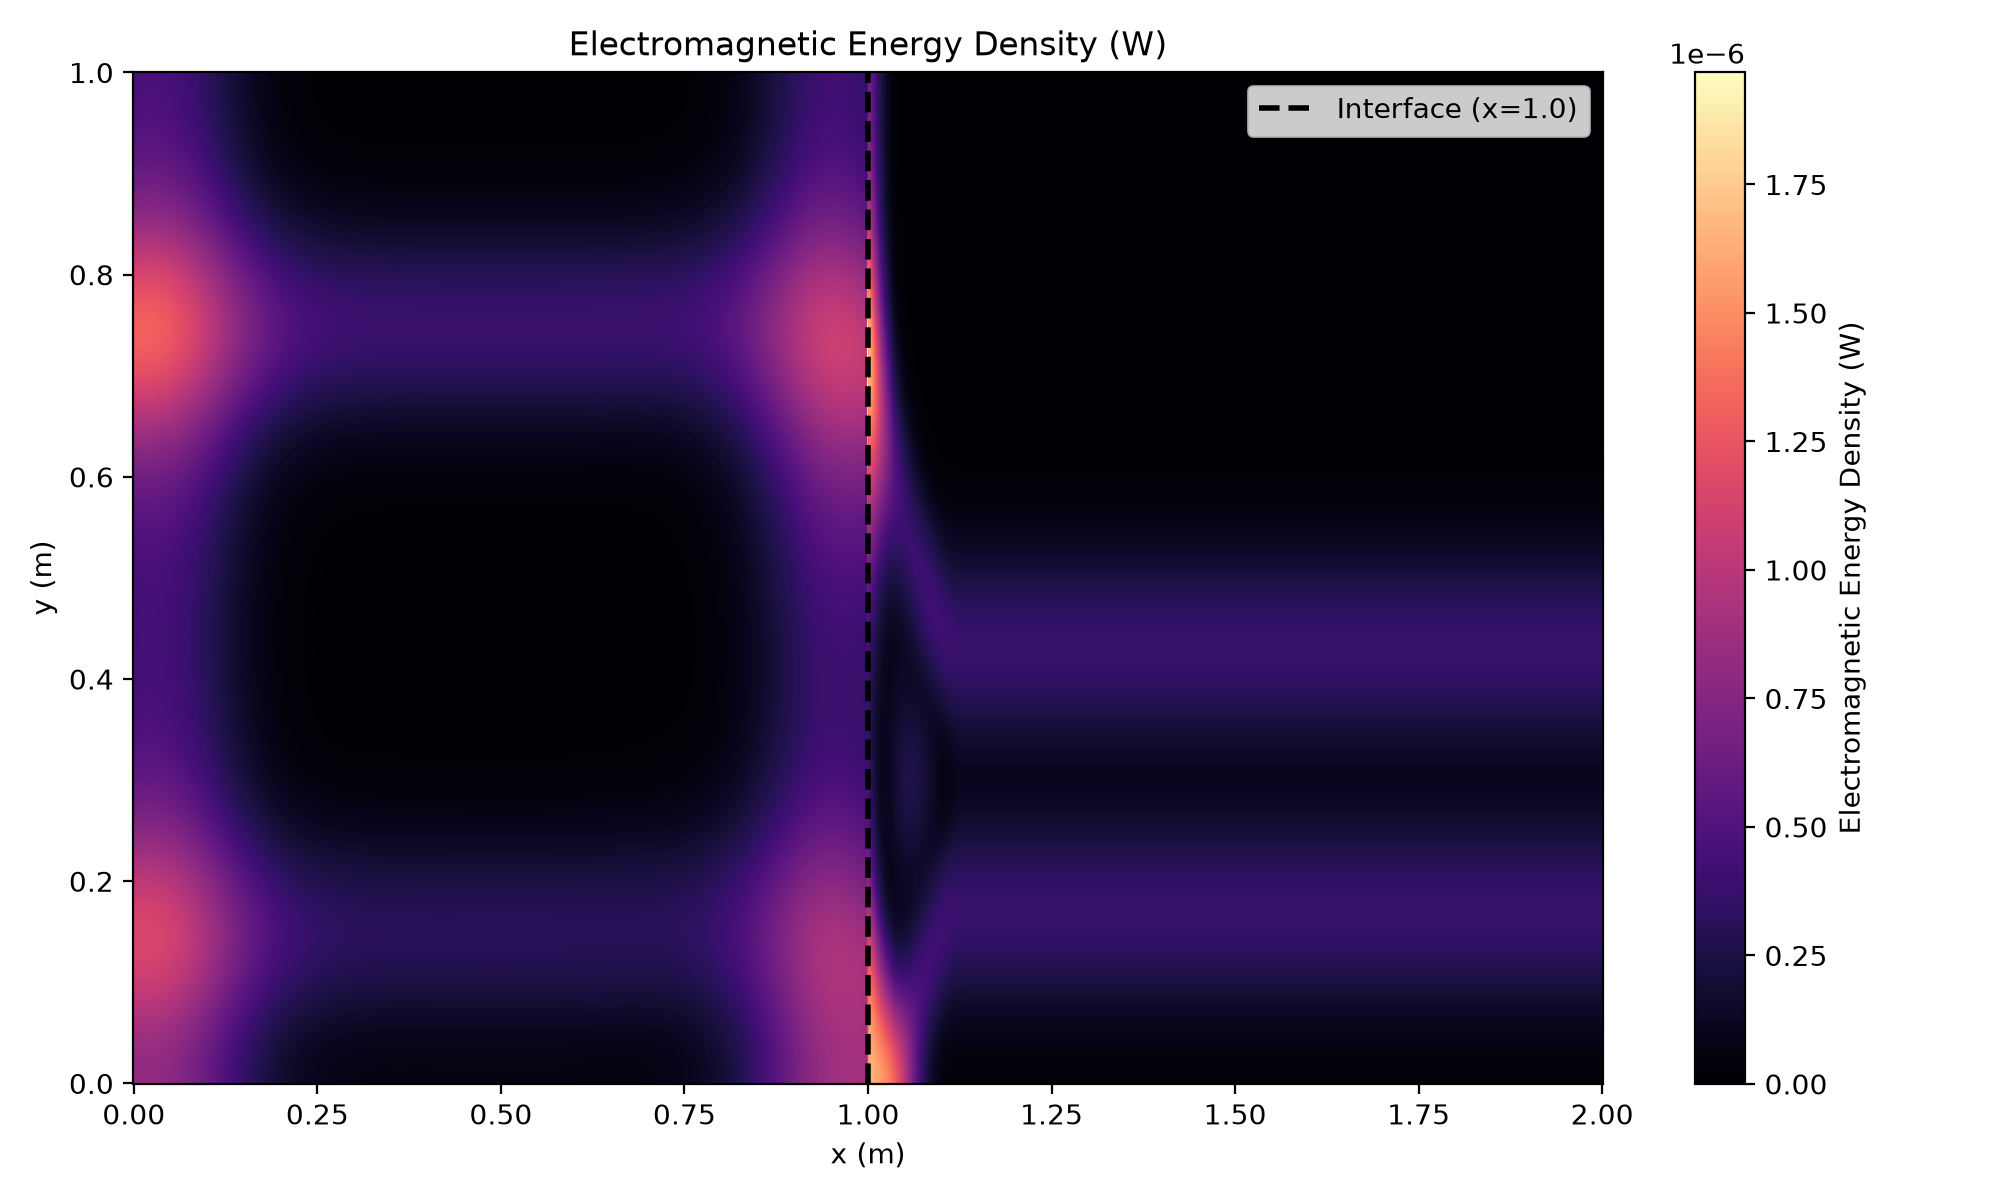 Electromagnetic Energy Density (W)
1e−6
Interface (x=1.0)
1.0
0.8
0.6
0.4
0.2
0.0
y (m)
0.00 0.25 0.50 0.75 1.00 1.25 1.50 1.75 2.00
x (m)
1.75
1.50
1.25
1.00
0.75
0.50
0.25
0.00
Electromagnetic Energy Density (W)